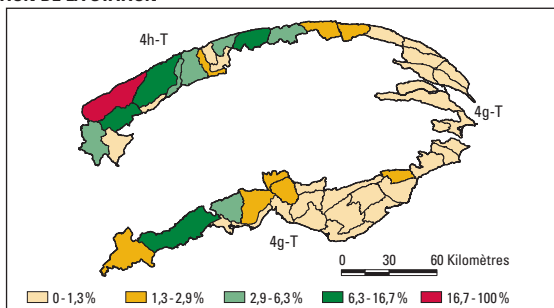 4h-T
4g-T
4g-T
0 30 60 Kilomètres
0 - 1,3 % 1,3 - 2,9 % 2,9 - 6,3 % 6,3 - 16,7 % 16,7 - 100 %